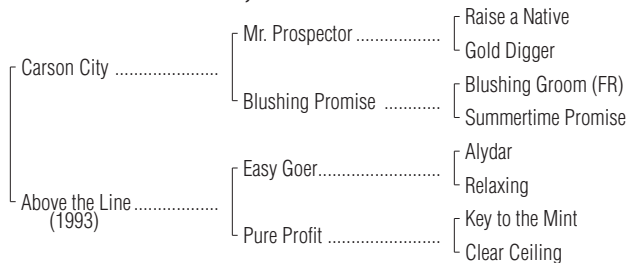 Raise a Native
Mr. Prospector ..................
Gold Digger
Carson City ......................
Blushing Groom (FR)
Blushing Promise ............
Summertime Promise
Alydar
Easy Goer..........................
Relaxing
Above the Line ..................
(1993)
Key to the Mint
Pure Profit ........................
Clear Ceiling